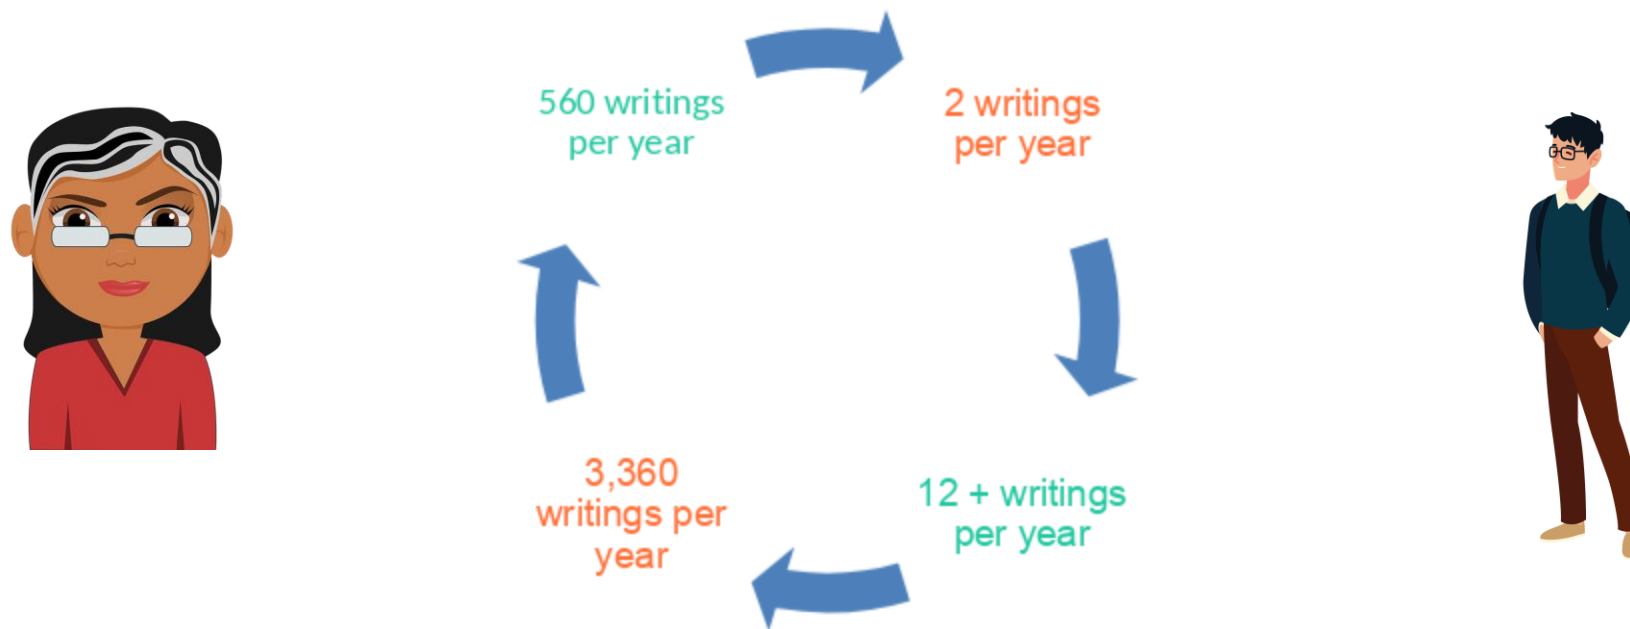 560 writings
per year
2 writings
per year
3,360
writings per
year
12 + writings
per year